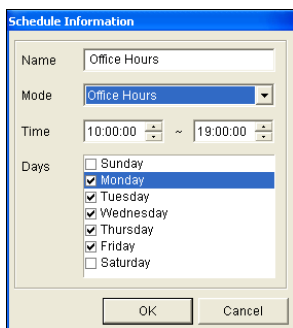 Schedule Information
Name Office Hours
Mode Office Hours
Time 10:00:00 ~ 19:00:00
Days Sunday
Monday
Tuesday
Wednesday
Thursday
Friday
Saturday
OK Cancel